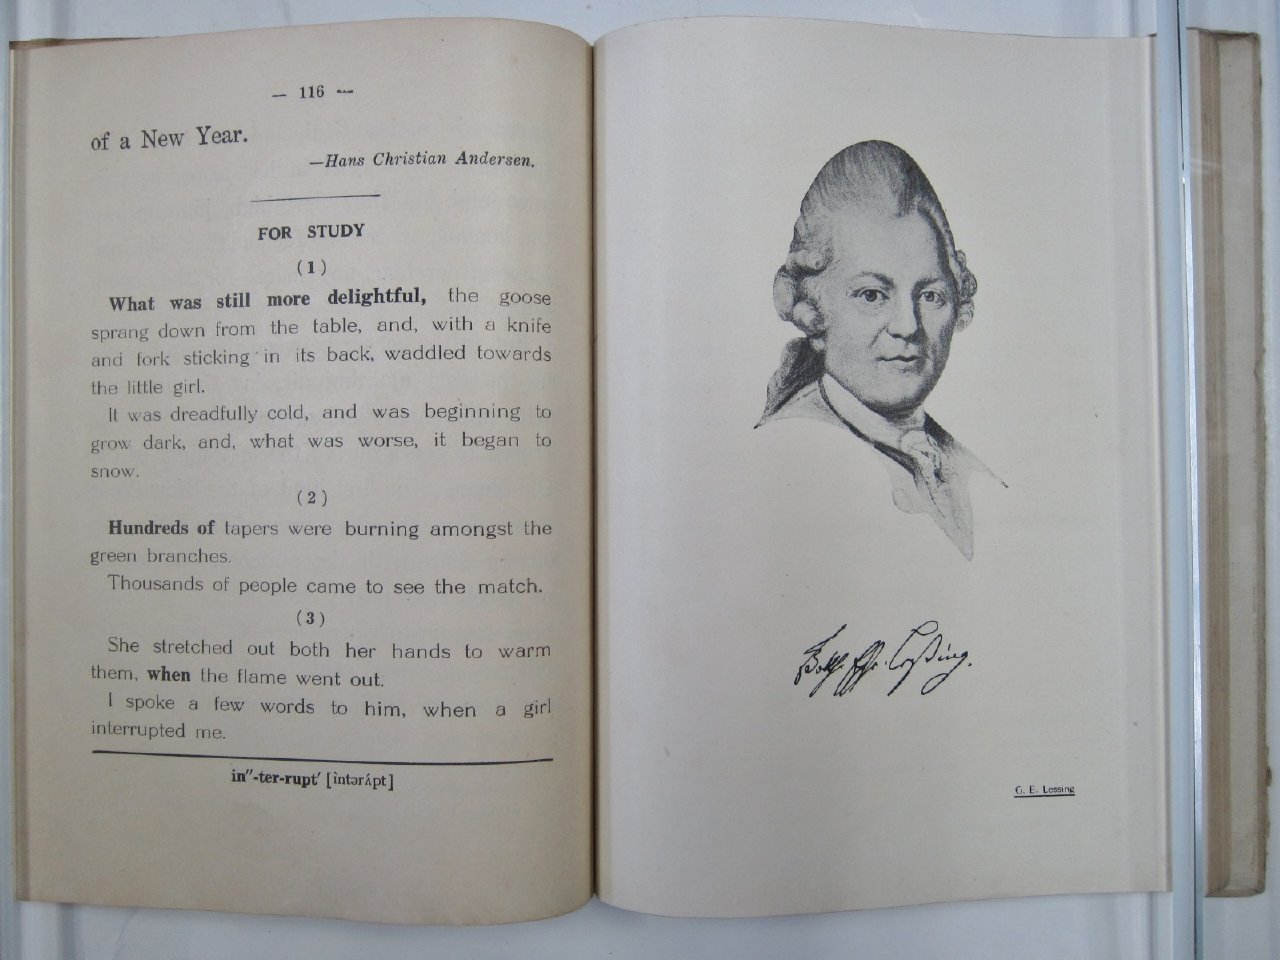 — 116 —
of a New Year.
—Hans Christian Andersen.
FOR STUDY
(1)
What was still more delightful, the goose
sprang down from the table, and, with a knife
and fork sticking in its back, waddled towards
the little girl.
It was dreadfully cold, and was beginning to
grow dark, and, what was worse, it began to
snow.
(2)
Hundreds of tapers were burning amongst the
green branches.
Thousands of people came to see the match.
(3)
She stretched out both her hands to warm
them, when the flame went out.
I spoke a few words to him, when a girl
interrupted me.
in″-ter-rupt′ [ìntərʌ́pt]
Lessing.
G. E. Lessing